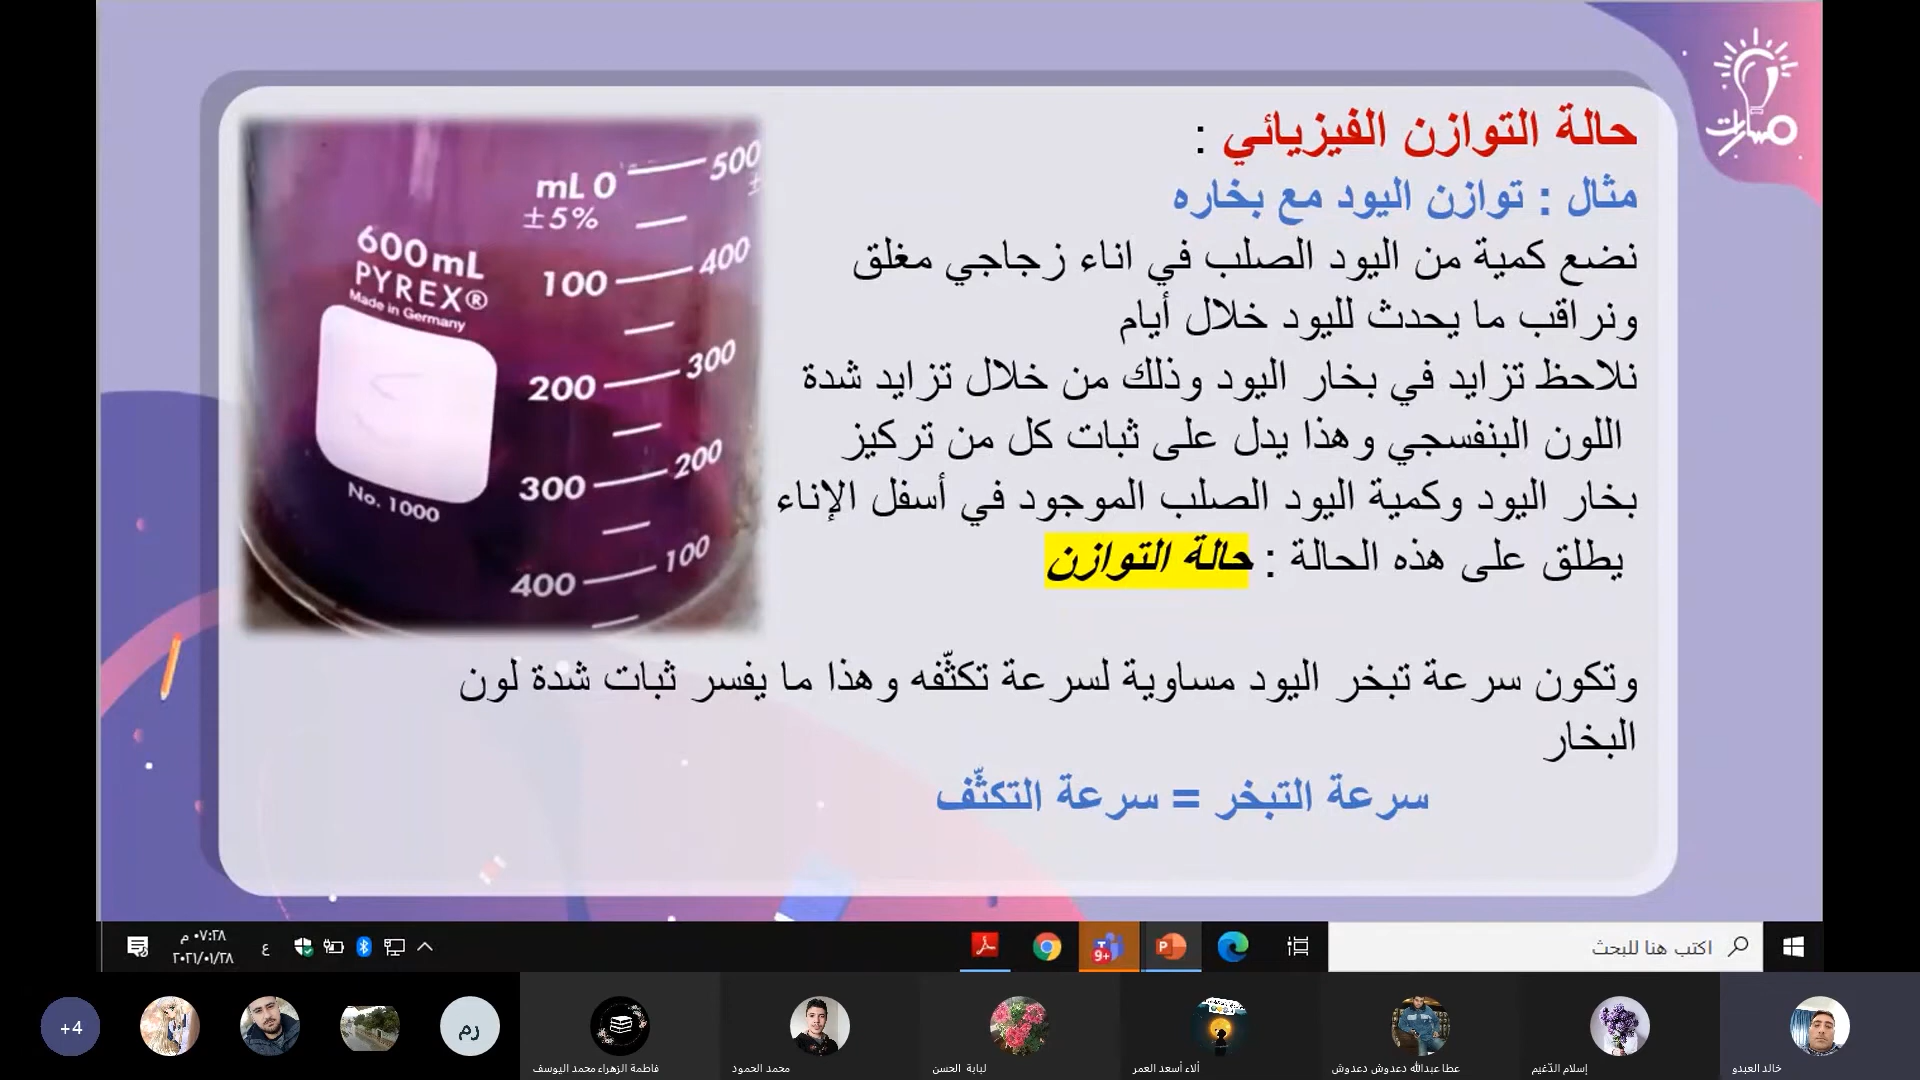 مسارات
حالة التوازن الفيزيائي :
مثال : توازن اليود مع بخاره
نضع كمية من اليود الصلب في اناء زجاجي مغلق
ونراقب ما يحدث لليود خلال أيام
نلاحظ تزايد في بخار اليود وذلك من خلال تزايد شدة
اللون البنفسجي وهذا يدل على ثبات كل من تركيز
بخار اليود وكمية اليود الصلب الموجود في أسفل الإناء
يطلق على هذه الحالة : حالة التوازن
وتكون سرعة تبخر اليود مساوية لسرعة تكثّفه وهذا ما يفسر ثبات شدة لون
البخار
سرعة التبخر = سرعة التكثّف
mL 0
±5%
500
±
600mL
PYREX®
Made in Germany
100
400
200
300
300
200
400
100
No. 1000
اكتب هنا للبحث
9+
ع
٠٧:٢٨ م
٢٠٢١/٠١/٢٨
+4
رم
فاطمة الزهراء محمد اليوسف
محمد الحمود
لبابة الحسن
ألاء أسعد العمر
عطا عبدالله دعدوش دعدوش
إسلام الدّغيم
خالد العبدو